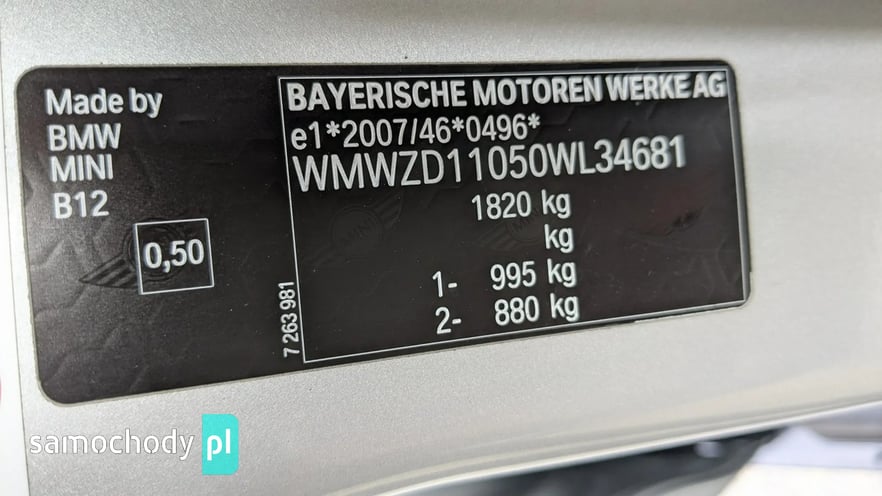 Made by
BMW
MINI
B12
0,50
7 263 981
BAYERISCHE MOTOREN WERKE AG
e1*2007/46*0496*
WMWZD11050WL34681
1820 kg
kg
1- 995 kg
2- 880 kg
MINI
samochody pl